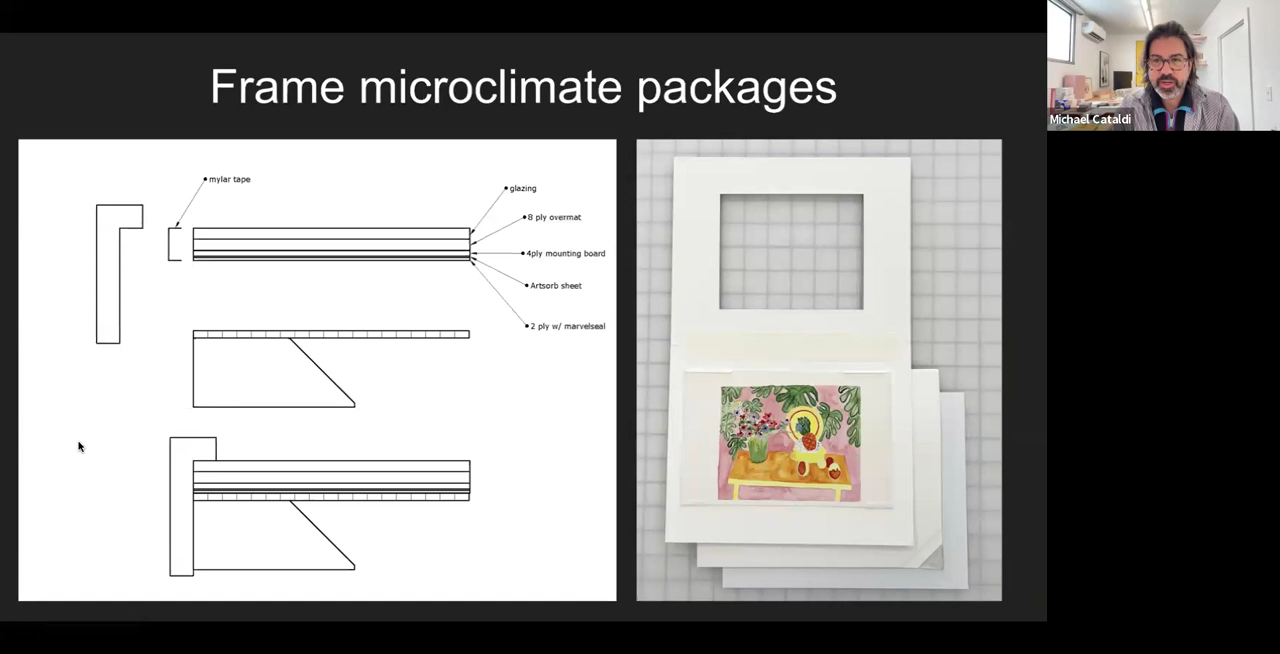 Frame microclimate packages
mylar tape
glazing
8 ply overmat
4ply mounting board
Artsorb sheet
2 ply w/ marvelseal
Michael Cataldi